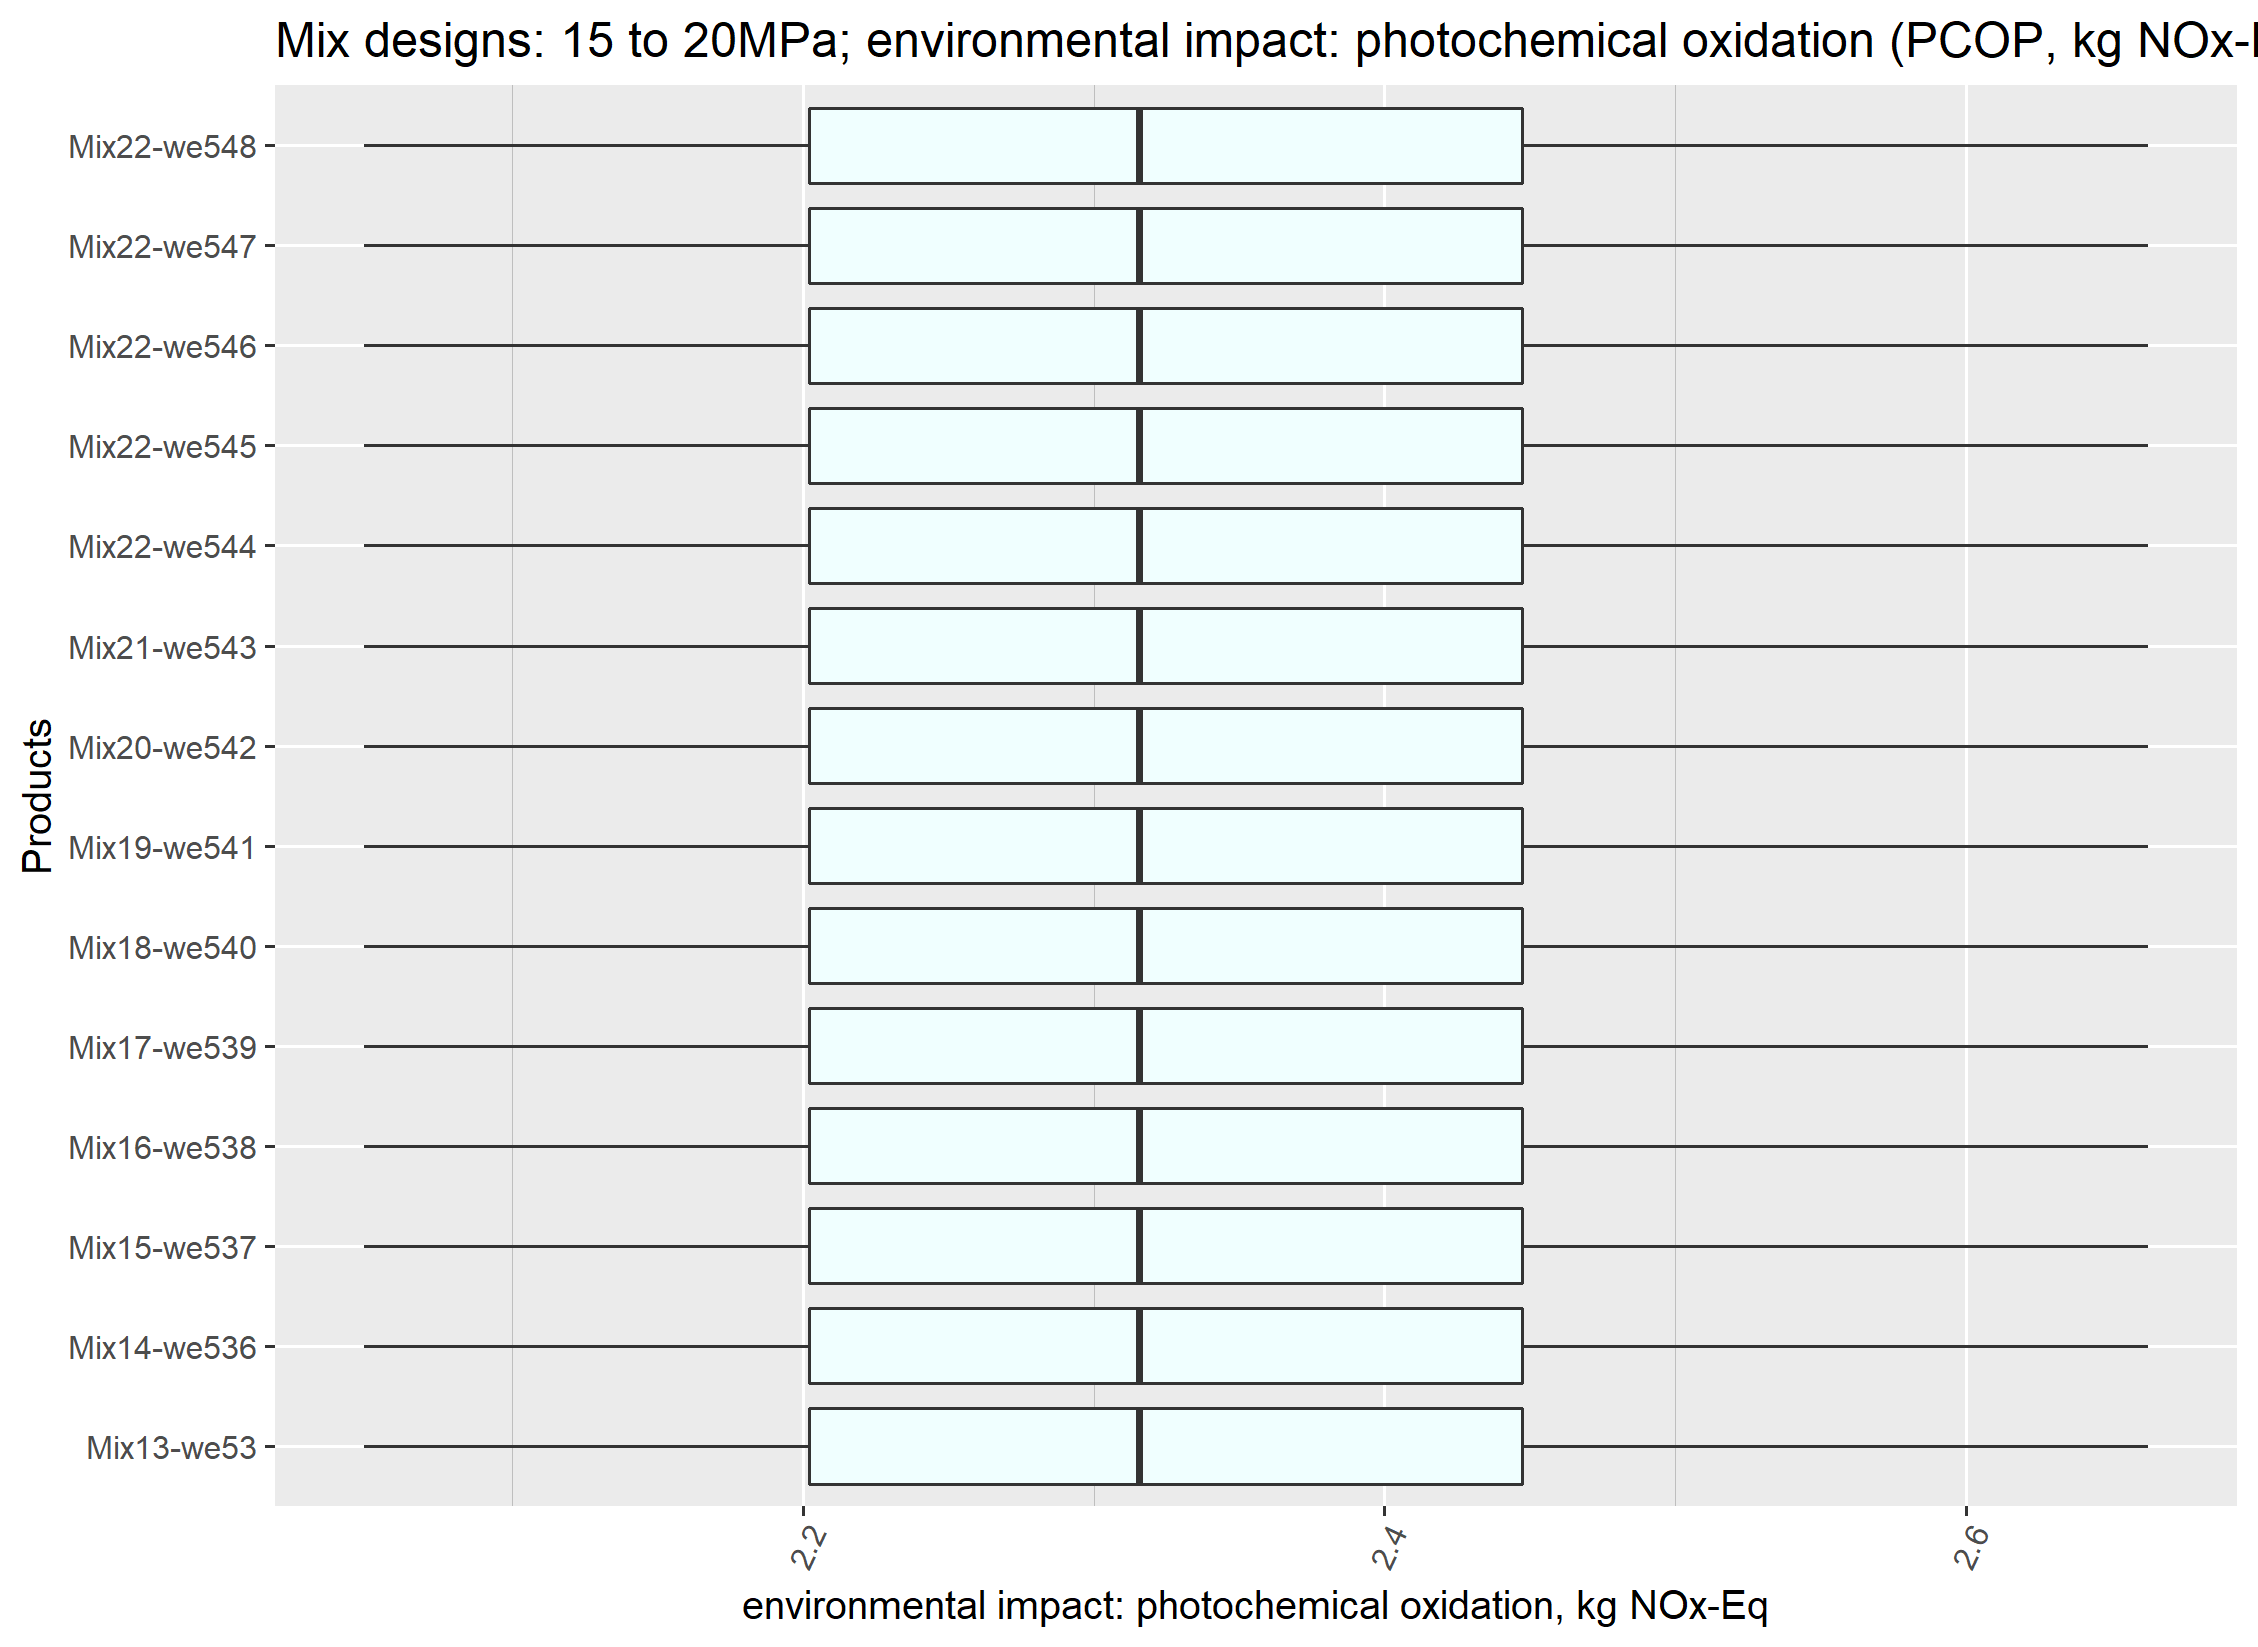 Mix designs: 15 to 20MPa; environmental impact: photochemical oxidation (PCOP, kg NOx-
Mix22-we548
Mix22-we547
Mix22-we546
Mix22-we545
Mix22-we544
Mix21-we543
Mix20-we542
Mix19-we541
Mix18-we540
Mix17-we539
Mix16-we538
Mix15-we537
Mix14-we536
Mix13-we53
Products
2.2
2.4
2.6
environmental impact: photochemical oxidation, kg NOx-Eq